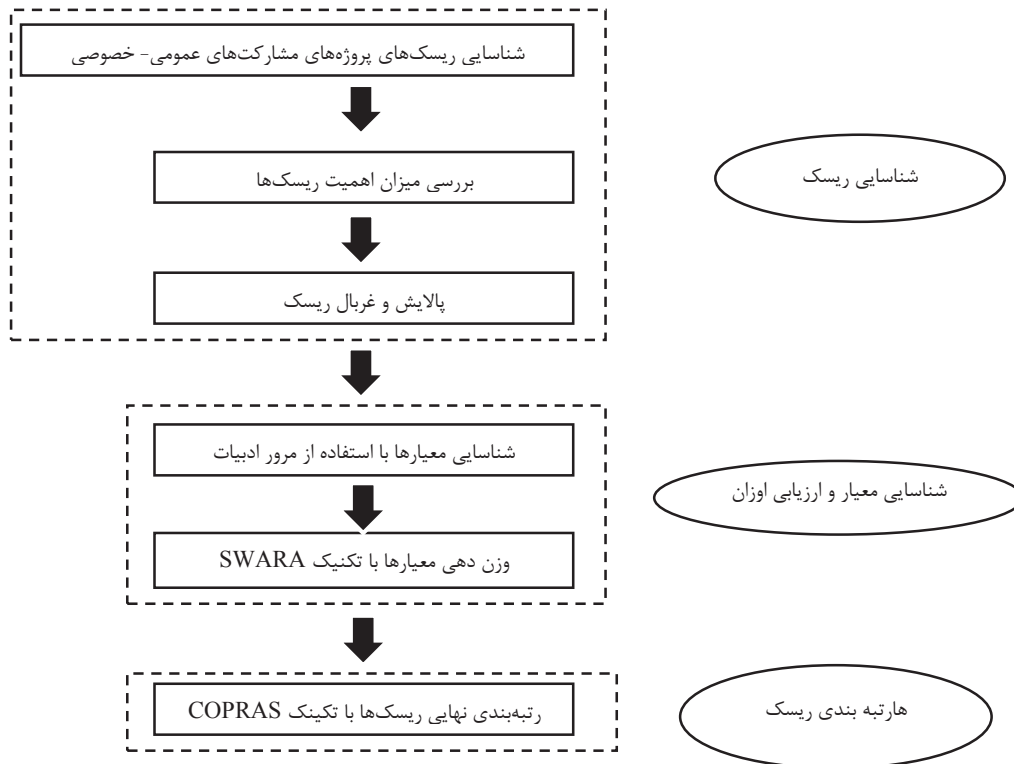 شناسایی ریسک‌های پروژه‌های مشارکت‌های عمومی- خصوصی
بررسی میزان اهمیت ریسک‌ها
شناسایی ریسک
پالایش و غربال ریسک
شناسایی معیارها با استفاده از مرور ادبیات
شناسایی معیار و ارزیابی اوزان
وزن دهی معیارها با تکنیک SWARA
رتبه‌بندی نهایی ریسک‌ها با تکینک COPRAS
هارتبه بندی ریسک